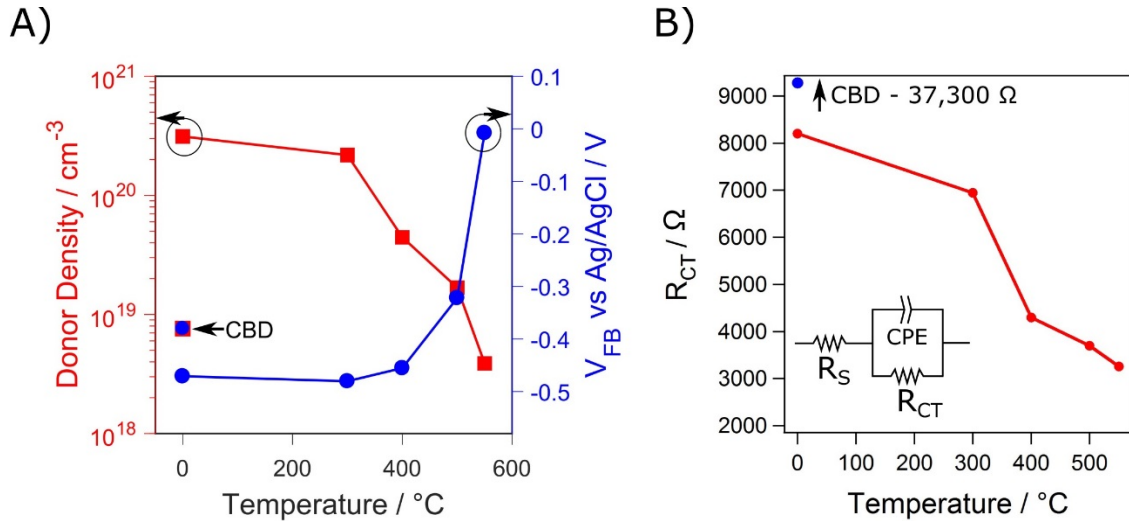 A)
10^21
10^20
10^19
10^18
Donor Density / cm^-3
CBD
0.1
0
-0.1
-0.2
-0.3
-0.4
-0.5
V_FB vs Ag/AgCl / V
0 200 400 600
Temperature / °C
B)
9000
8000
7000
6000
5000
4000
3000
2000
R_CT / Ω
CBD - 37,300 Ω
CPE
R_S
R_CT
0 100 200 300 400 500
Temperature / °C